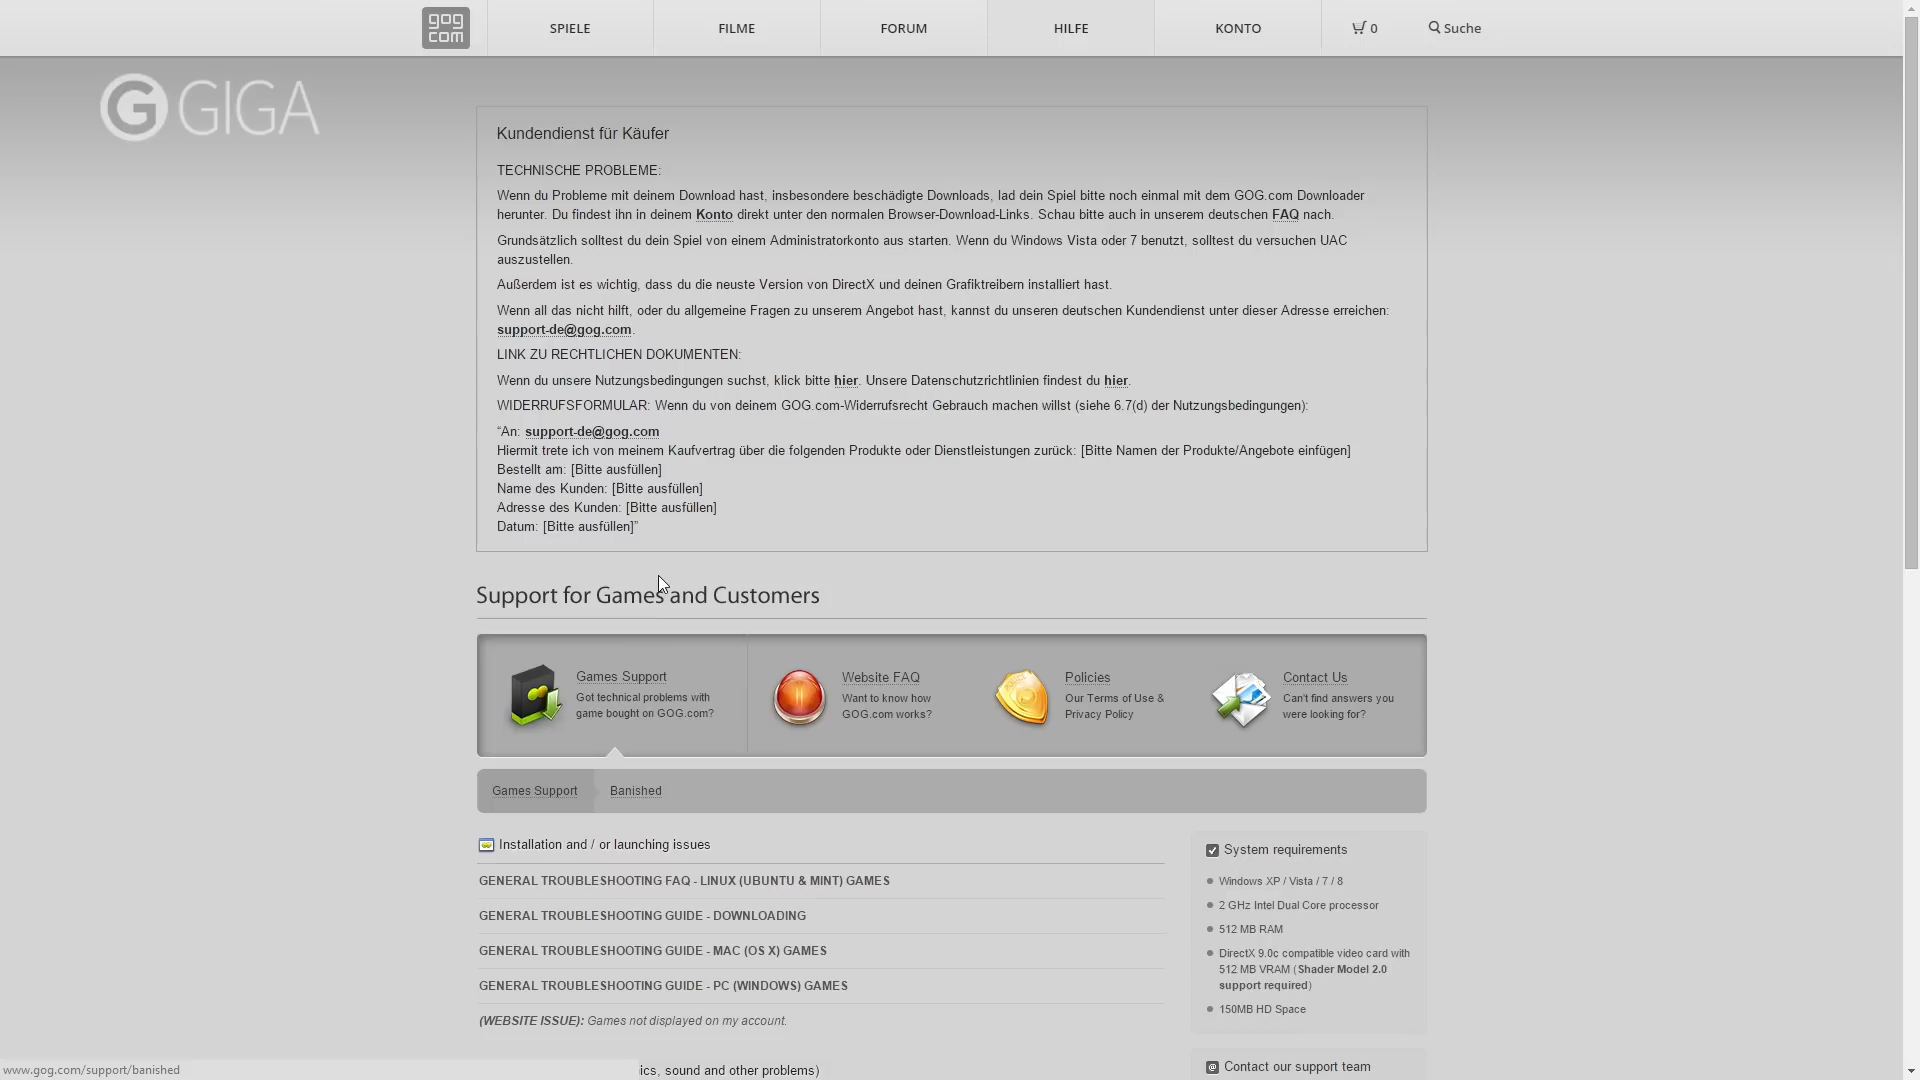 gog
com
SPIELE
FILME
FORUM
HILFE
KONTO
0
Suche
G GIGA
Kundendienst für Käufer
TECHNISCHE PROBLEME:
Wenn du Probleme mit deinem Download hast, insbesondere beschädigte Downloads, lad dein Spiel bitte noch einmal mit dem GOG.com Downloader
herunter. Du findest ihn in deinem Konto direkt unter den normalen Browser-Download-Links. Schau bitte auch in unserem deutschen FAQ nach.
Grundsätzlich solltest du dein Spiel von einem Administratorkonto aus starten. Wenn du Windows Vista oder 7 benutzt, solltest du versuchen UAC
auszustellen.
Außerdem ist es wichtig, dass du die neuste Version von DirectX und deinen Grafiktreibern installiert hast.
Wenn all das nicht hilft, oder du allgemeine Fragen zu unserem Angebot hast, kannst du unseren deutschen Kundendienst unter dieser Adresse erreichen:
support-de@gog.com.
LINK ZU RECHTLICHEN DOKUMENTEN:
Wenn du unsere Nutzungsbedingungen suchst, klick bitte hier. Unsere Datenschutzrichtlinien findest du hier.
WIDERRUFSFORMULAR: Wenn du von deinem GOG.com-Widerrufsrecht Gebrauch machen willst (siehe 6.7(d) der Nutzungsbedingungen):
“An: support-de@gog.com
Hiermit trete ich von meinem Kaufvertrag über die folgenden Produkte oder Dienstleistungen zurück: [Bitte Namen der Produkte/Angebote einfügen]
Bestellt am: [Bitte ausfüllen]
Name des Kunden: [Bitte ausfüllen]
Adresse des Kunden: [Bitte ausfüllen]
Datum: [Bitte ausfüllen]”
Support for Games and Customers
Games Support
Got technical problems with
game bought on GOG.com?
Website FAQ
Want to know how
GOG.com works?
Policies
Our Terms of Use &
Privacy Policy
Contact Us
Can't find answers you
were looking for?
Games Support
Banished
Installation and / or launching issues
GENERAL TROUBLESHOOTING FAQ - LINUX (UBUNTU & MINT) GAMES
GENERAL TROUBLESHOOTING GUIDE - DOWNLOADING
GENERAL TROUBLESHOOTING GUIDE - MAC (OS X) GAMES
GENERAL TROUBLESHOOTING GUIDE - PC (WINDOWS) GAMES
(WEBSITE ISSUE): Games not displayed on my account.
System requirements
Windows XP / Vista / 7 / 8
2 GHz Intel Dual Core processor
512 MB RAM
DirectX 9.0c compatible video card with
512 MB VRAM (Shader Model 2.0
support required)
150MB HD Space
@ Contact our support team
ics, sound and other problems)
www.gog.com/support/banished